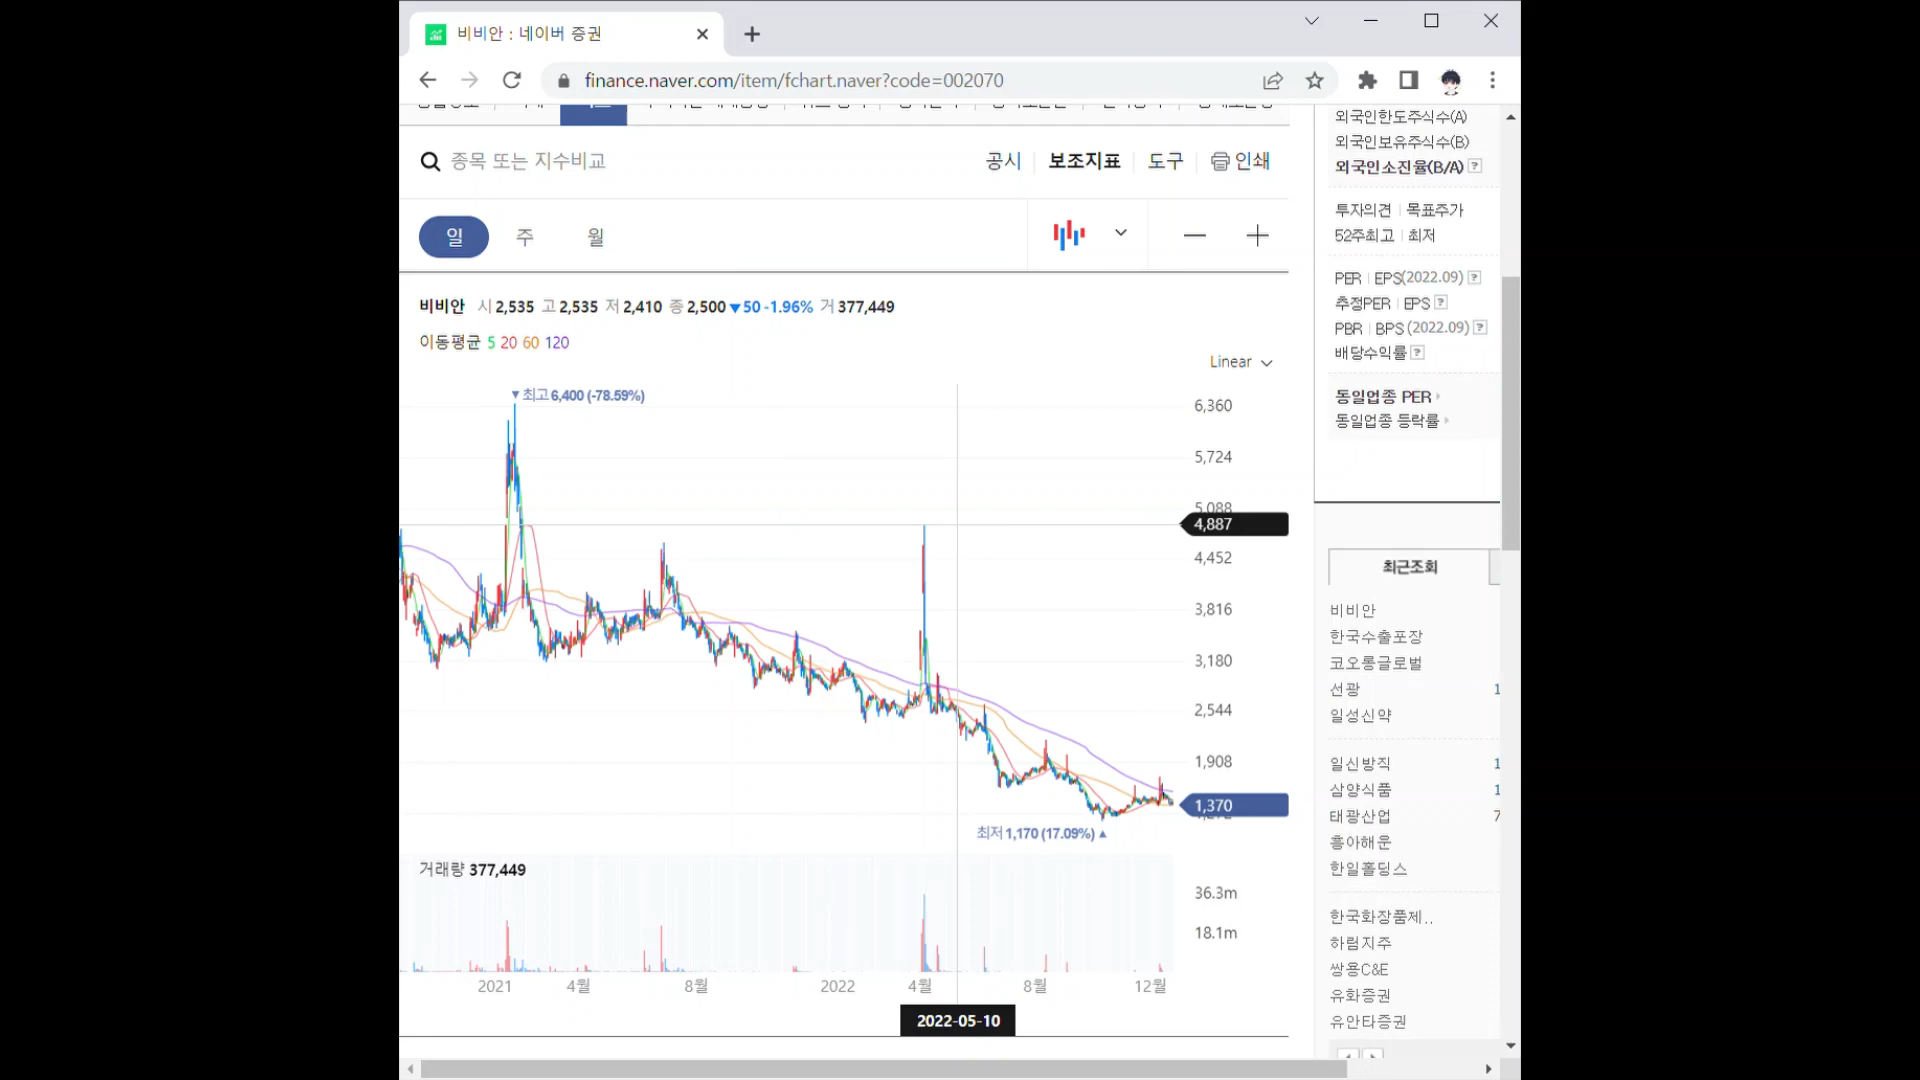 비비안 : 네이버 증권
finance.naver.com/item/fchart.naver?code=002070
종목 또는 지수비교
공시 보조지표 도구 인쇄
일 주 월
비비안 시 2,535 고 2,535 저 2,410 종 2,500 ▼50 -1.96% 거 377,449
이동평균 5 20 60 120
Linear
▼최고 6,400 (-78.59%)
6,360
5,724
5,088
4,887
4,452
3,816
3,180
2,544
1,908
1,370
최저 1,170 (17.09%) ▲
거래량 377,449
36.3m
18.1m
2021 4월 8월 2022 4월 8월 12월
2022-05-10
외국인한도주식수(A)
외국인보유주식수(B)
외국인소진율(B/A) ?
투자의견 | 목표주가
52주최고 | 최저
PER | EPS(2022.09) ?
추정PER | EPS ?
PBR | BPS (2022.09) ?
배당수익률 ?
동일업종 PER
동일업종 등락률
최근조회
비비안
한국수출포장
코오롱글로벌
선광 1
일성신약
일신방직 1
삼양식품 1
태광산업 7
흥아해운
한일홀딩스
한국화장품제..
하림지주
쌍용C&E
유화증권
유안타증권